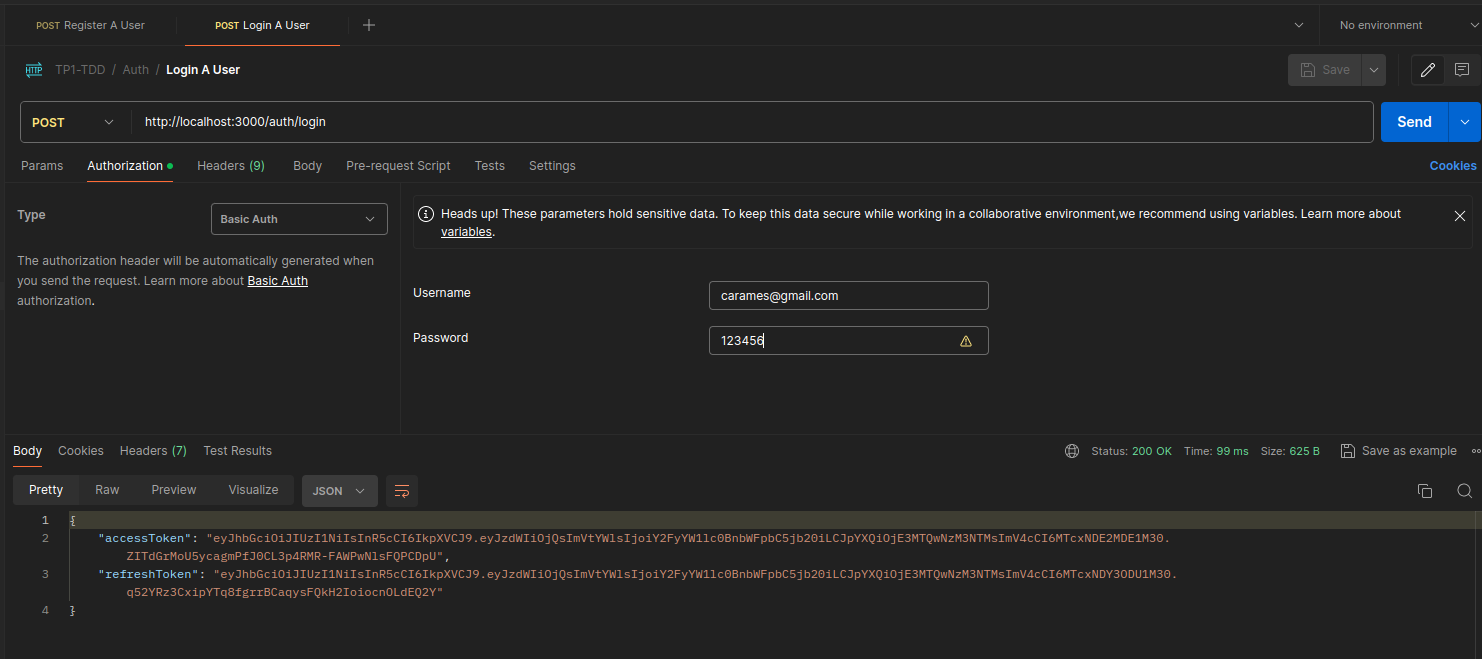 POST Register A User
POST Login A User
No environment
HTTP TP1-TDD / Auth / Login A User
Save
POST http://localhost:3000/auth/login
Send
Params Authorization Headers (9) Body Pre-request Script Tests Settings Cookies
Type
Basic Auth
The authorization header will be automatically generated when
you send the request. Learn more about Basic Auth
authorization.
Heads up! These parameters hold sensitive data. To keep this data secure while working in a collaborative environment,we recommend using variables. Learn more about
variables.
Username carames@gmail.com
Password 123456
Body Cookies Headers (7) Test Results Status: 200 OK Time: 99 ms Size: 625 B Save as example
Pretty Raw Preview Visualize JSON
1 {
2 "accessToken": "eyJhbGciOiJIUzI1NiIsInR5cCI6IkpXVCJ9.eyJzdWIiOjQsImVtYWlsIjoiY2FyYW1lc0BnbWFpbC5jb20iLCJpYXQiOjE3MTQwNzM3NTMsImV4cCI6MTcxNDE2MDE1M30.
ZITdGrMoU5ycagmPfJ0CL3p4RMR-FAWPwNlsFQPCDpU",
3 "refreshToken": "eyJhbGciOiJIUzI1NiIsInR5cCI6IkpXVCJ9.eyJzdWIiOjQsImVtYWlsIjoiY2FyYW1lc0BnbWFpbC5jb20iLCJpYXQiOjE3MTQwNzM3NTMsImV4cCI6MTcxNDY3ODU1M30.
q52YRz3CxipYTq8fgrrBCaqysFQkH2IoiocnOLdEQ2Y"
4 }